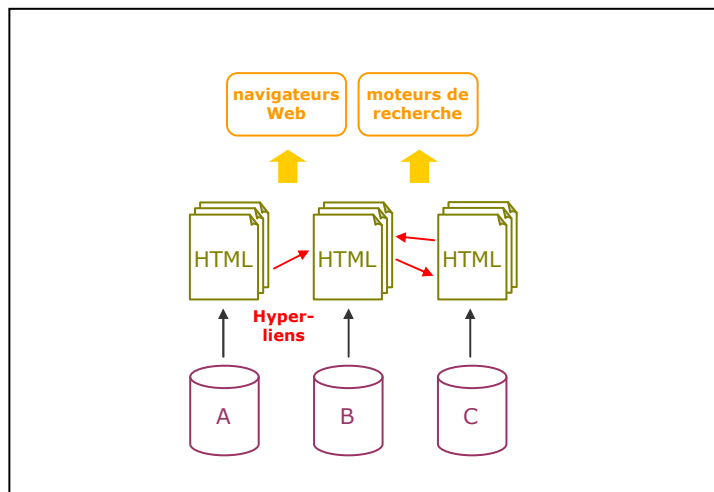 navigateurs
Web
moteurs de
recherche
HTML
HTML
HTML
Hyper-
liens
A
B
C